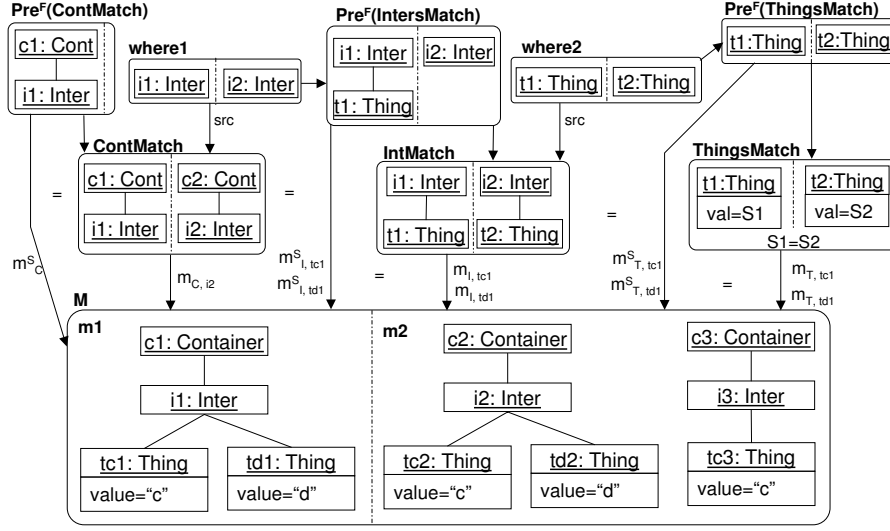 Preᶠ(ContMatch)
c1: Cont
i1: Inter
where1
i1: Inter
i2: Inter
src
Preᶠ(IntersMatch)
i1: Inter
i2: Inter
t1: Thing
where2
t1: Thing
t2:Thing
src
Preᶠ(ThingsMatch)
t1:Thing
t2:Thing
ContMatch
c1: Cont
c2: Cont
i1: Inter
i2: Inter
IntMatch
i1: Inter
i2: Inter
t1: Thing
t2: Thing
ThingsMatch
t1:Thing
val=S1
t2:Thing
val=S2
S1=S2
=
=
=
=
=
mˢC
mC, i2
mˢI, tc1
mˢI, td1
mI, tc1
mI, td1
mˢT, tc1
mˢT, td1
mT, tc1
mT, td1
M
m1
c1: Container
i1: Inter
tc1: Thing
value="c"
td1: Thing
value="d"
m2
c2: Container
i2: Inter
tc2: Thing
value="c"
td2: Thing
value="d"
c3: Container
i3: Inter
tc3: Thing
value="c"